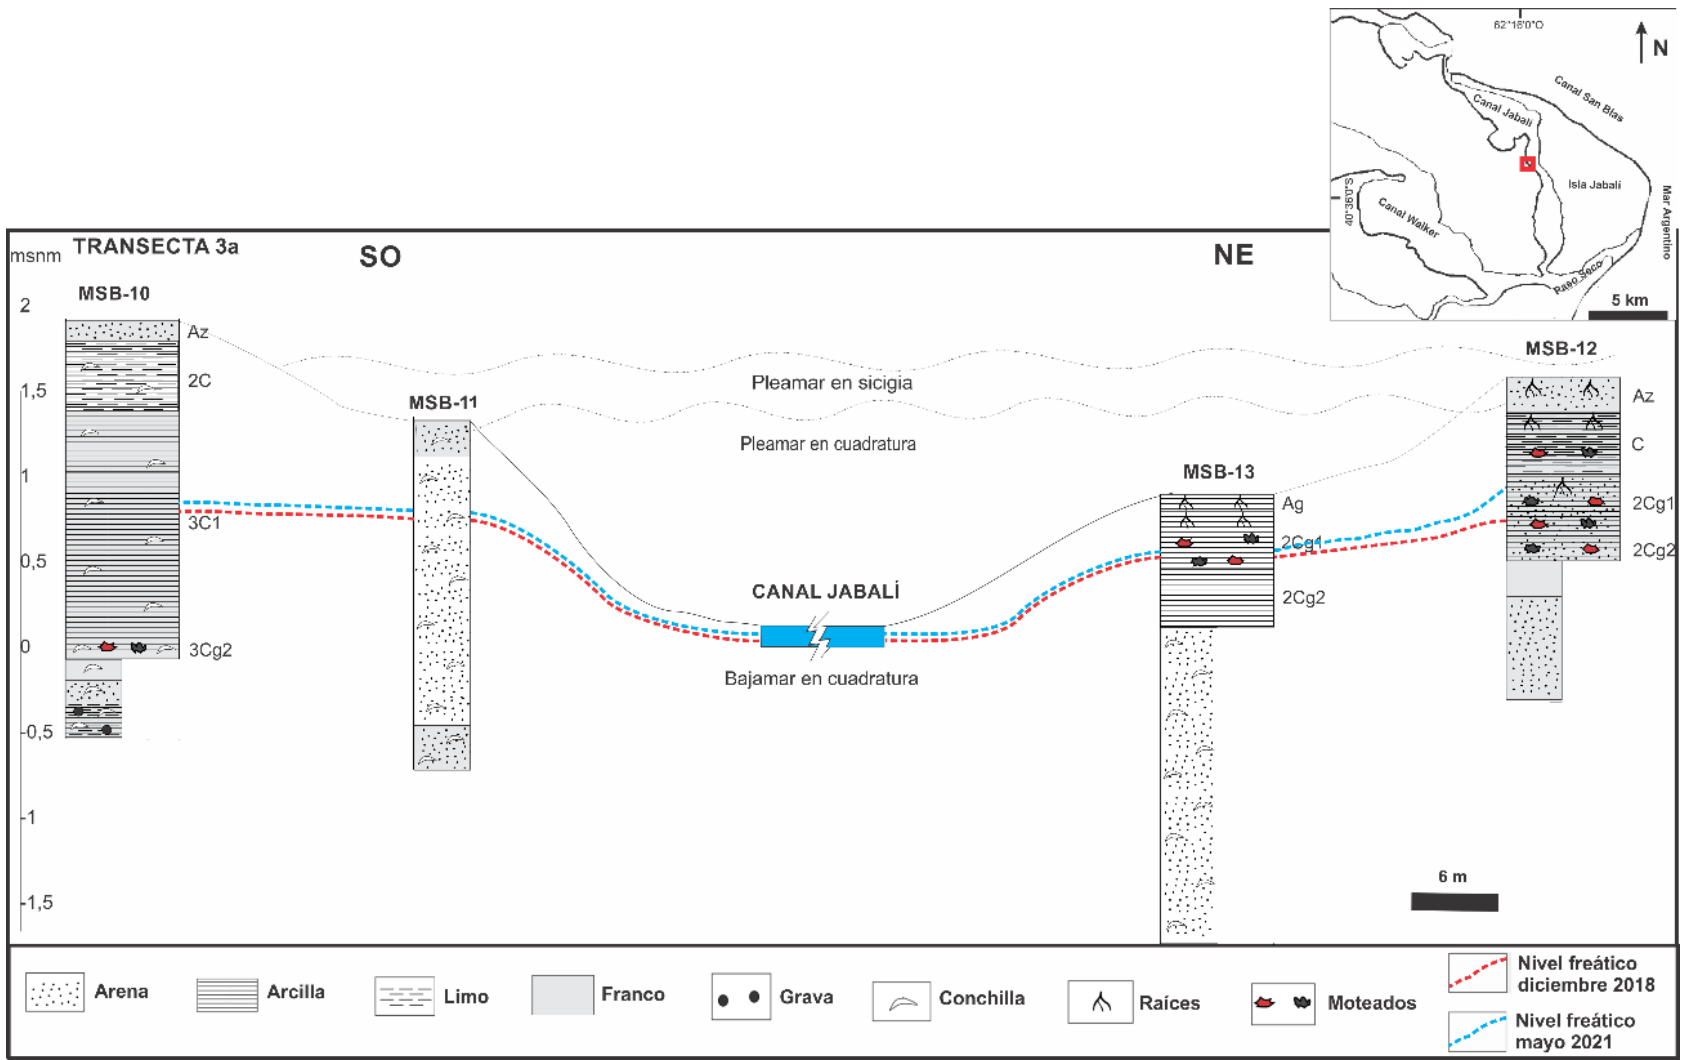 62°16'0"O
N
Canal San Blas
Canal Jabalí
Isla Jabalí
40°36'0"S
Canal Walker
Mar Argentino
Paso Seco
5 km
msnm
TRANSECTA 3a
SO
NE
MSB-10
2
Az
MSB-12
Pleamar en sicigia
2C
1,5
Az
MSB-11
Pleamar en cuadratura
C
1
MSB-13
Ag
2Cg1
3C1
2Cg1
2Cg2
0,5
CANAL JABALÍ
2Cg2
0
3Cg2
Bajamar en cuadratura
-0,5
-1
6 m
-1,5
Arena
Arcilla
Limo
Franco
Grava
Conchilla
Raíces
Moteados
Nivel freático
diciembre 2018
Nivel freático
mayo 2021